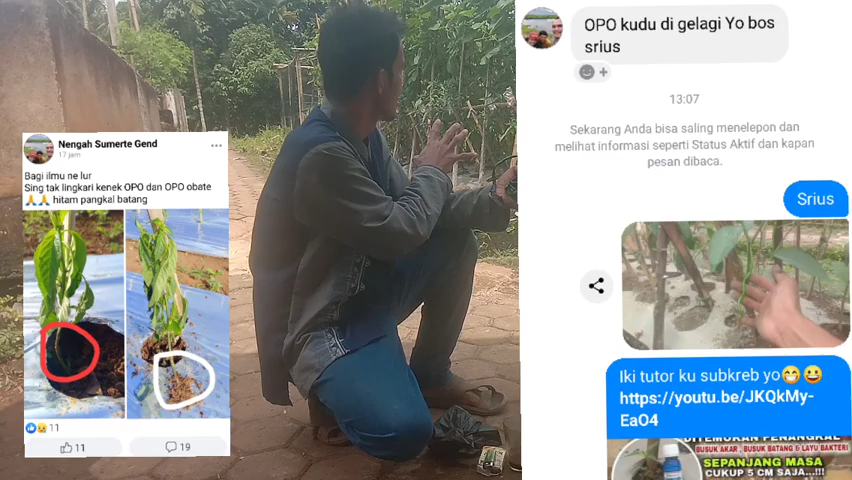 Nengah Sumerte Gend
17 jam
Bagi ilmu ne lur
Sing tak lingkari kenek OPO dan OPO obate
🙏🙏 hitam pangkal batang
11
11
19
OPO kudu di gelagi Yo bos
srius
13:07
Sekarang Anda bisa saling menelepon dan
melihat informasi seperti Status Aktif dan kapan
pesan dibaca.
Srius
Iki tutor ku subkreb yo😁😃
https://youtu.be/JKQkMy-
EaO4
DITEMUKAN PENANGKAL
BUSUK AKAR, BUSUK BATANG & LAYU BAKTERI
SEPANJANG MASA
CUKUP 5 CM SAJA...!!!